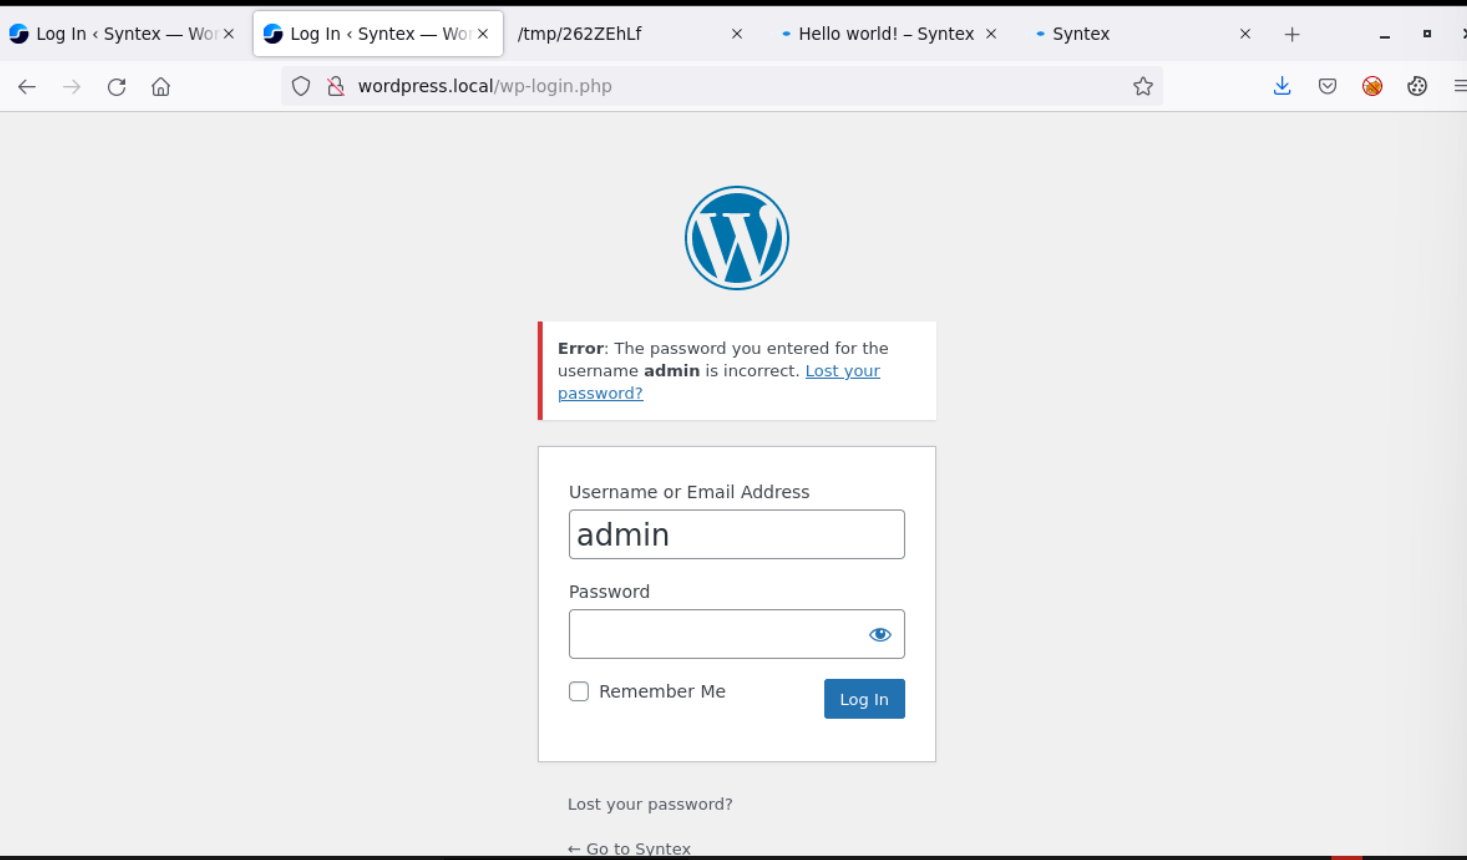 Log In ‹ Syntex — Wor
Log In ‹ Syntex — Wor
/tmp/262ZEhLf
Hello world! – Syntex
Syntex
wordpress.local/wp-login.php
Error: The password you entered for the
username admin is incorrect. Lost your
password?
Username or Email Address
admin
Password
Remember Me
Log In
Lost your password?
← Go to Syntex